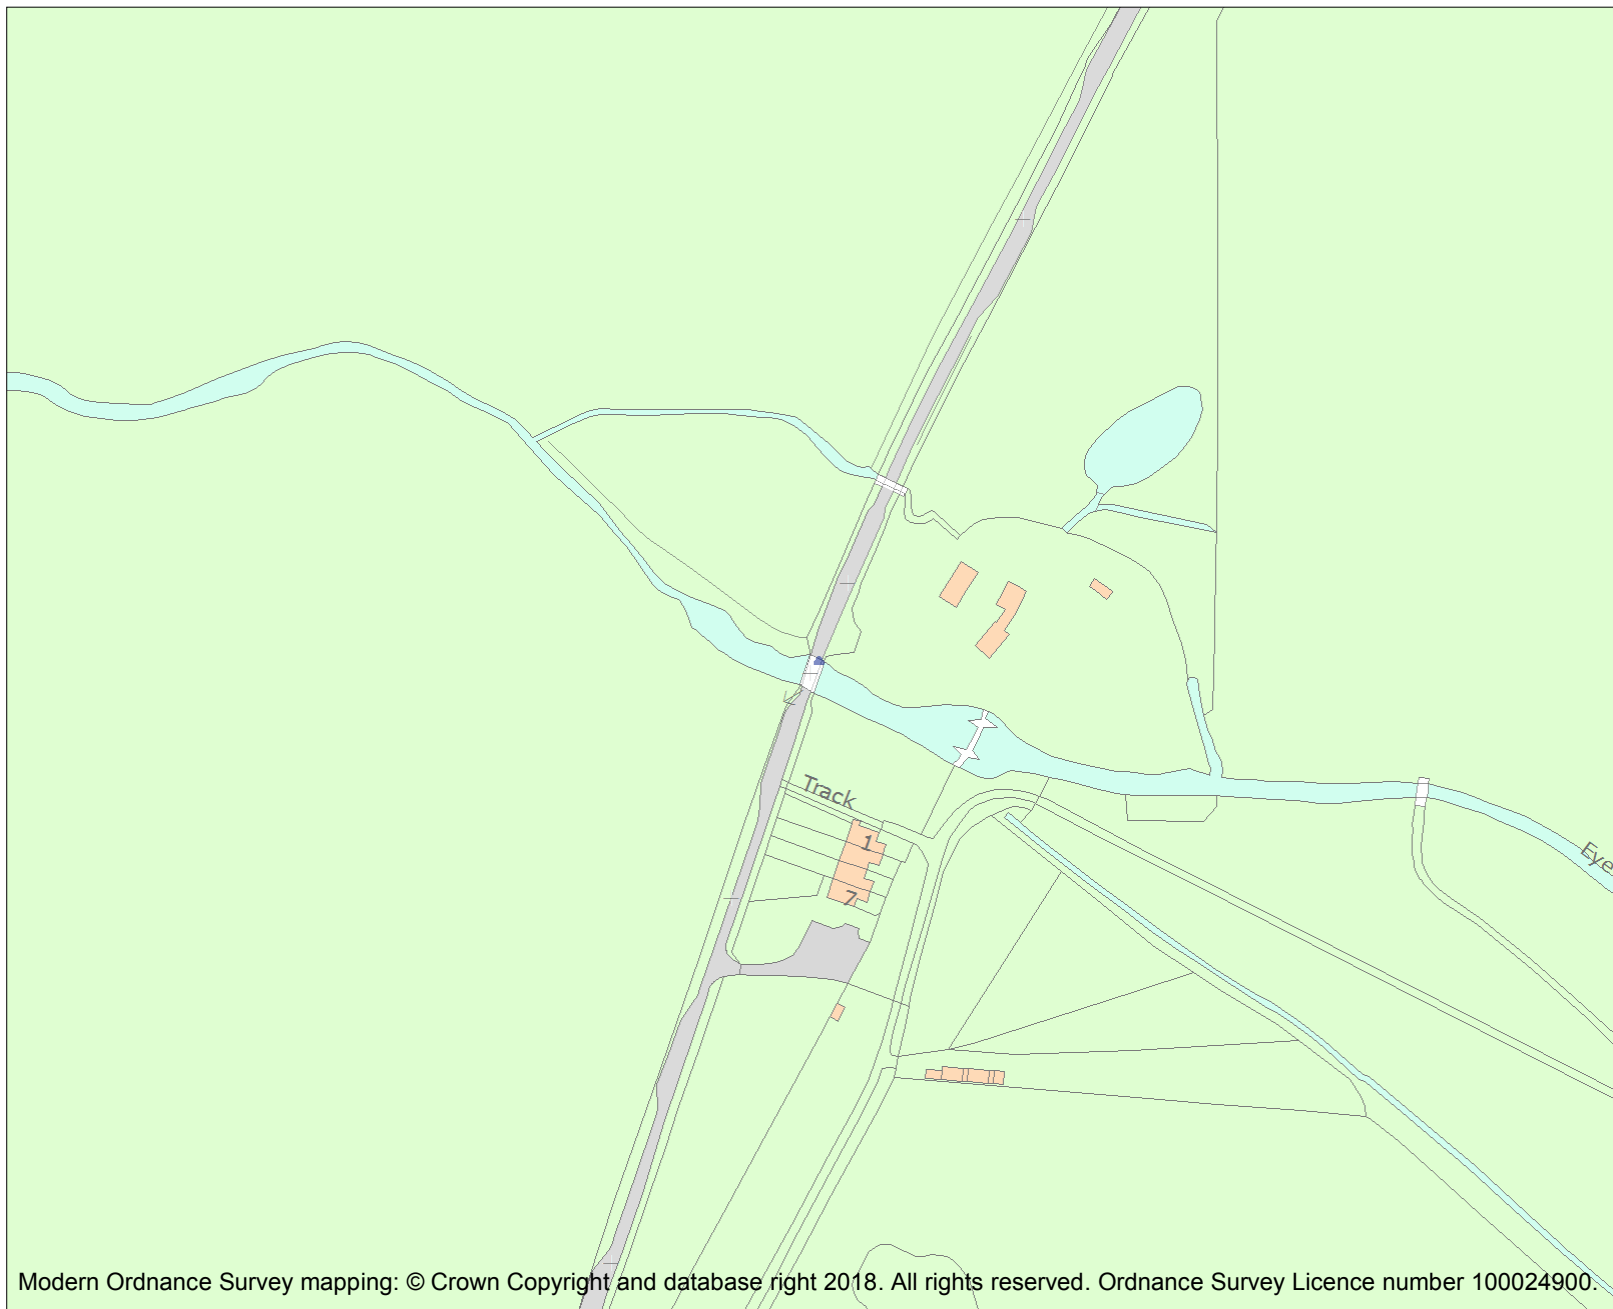 Track
1
7
Eye
Modern Ordnance Survey mapping: © Crown Copyright and database right 2018. All rights reserved. Ordnance Survey Licence number 100024900.